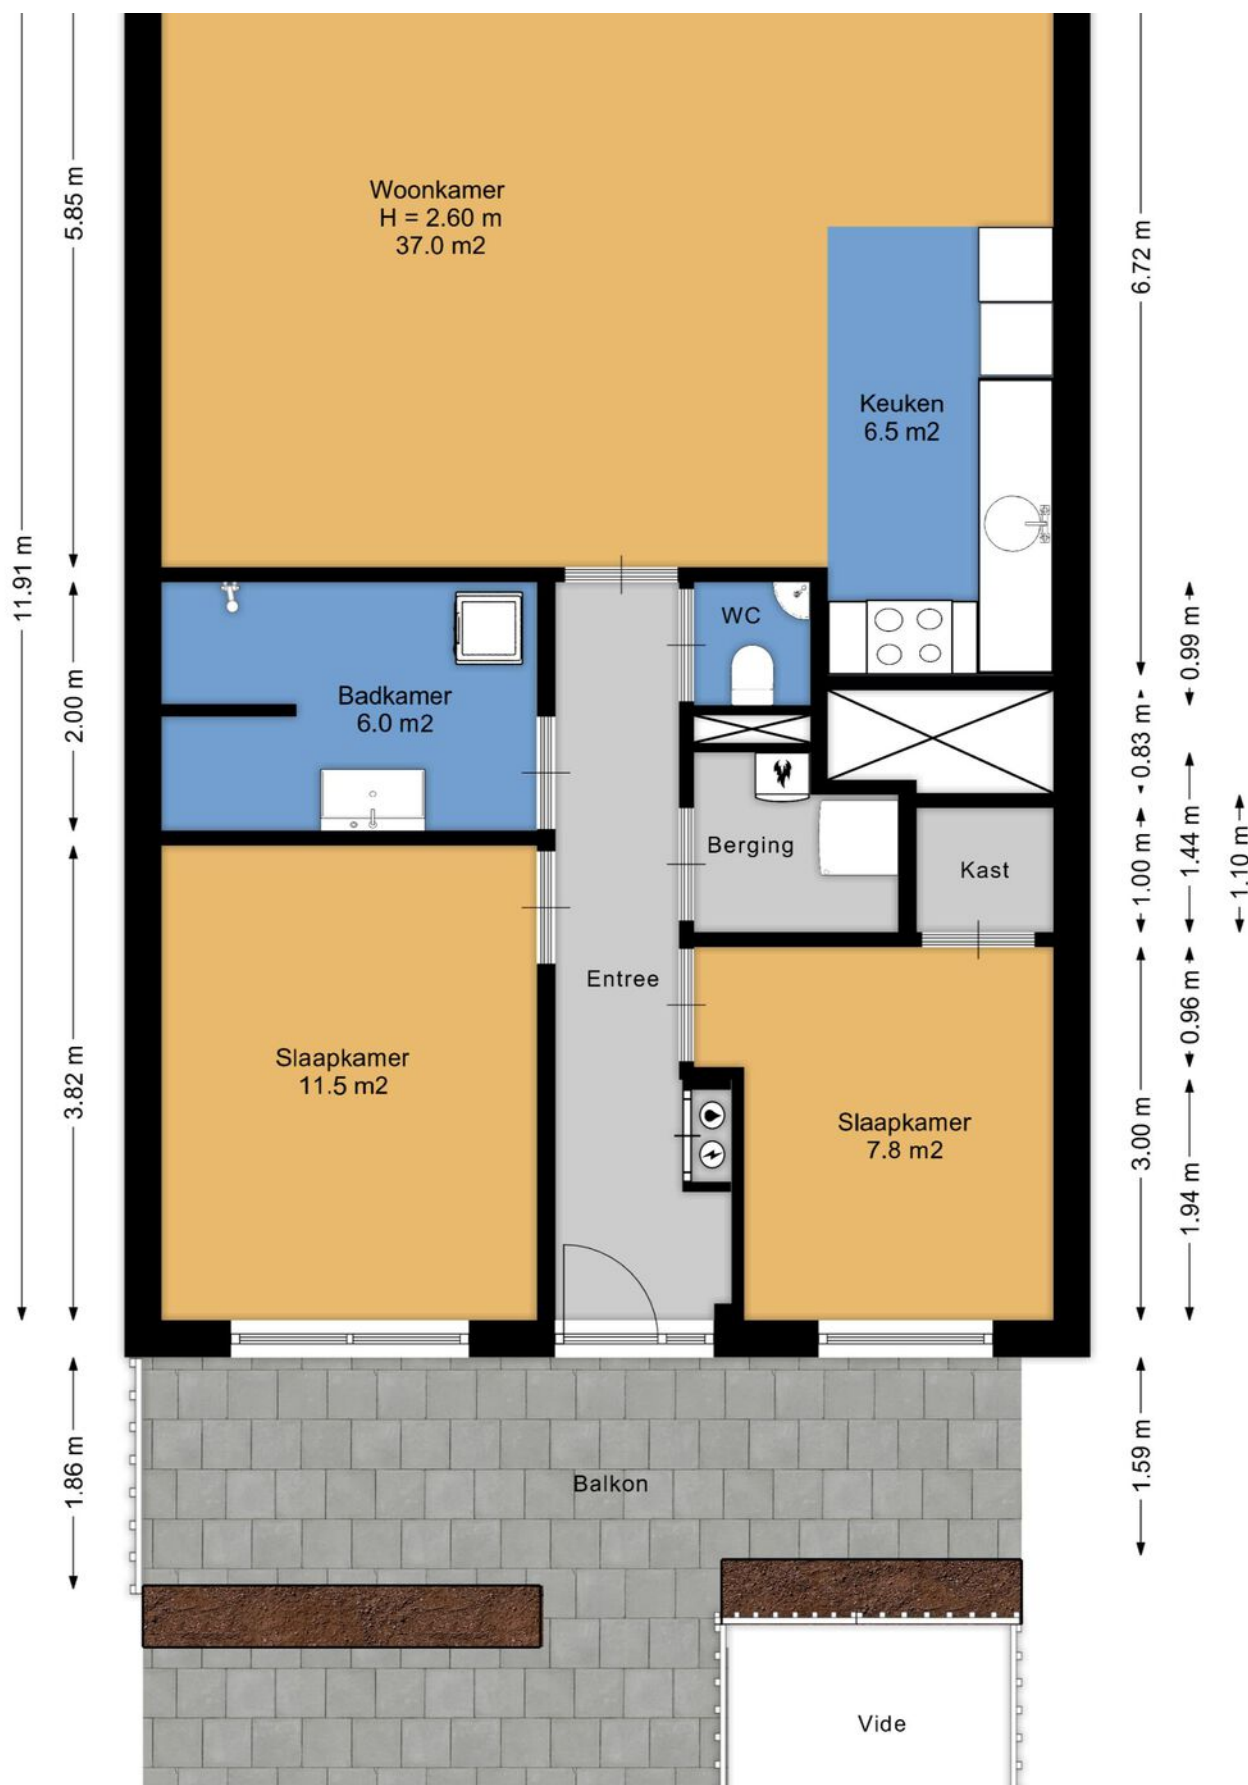 Woonkamer
H = 2.60 m
37.0 m2
5.85 m
6.72 m
Keuken
6.5 m2
11.91 m
WC
0.99 m
Badkamer
6.0 m2
2.00 m
0.83 m
Berging
1.44 m
1.00 m
1.10 m
Kast
Entree
0.96 m
Slaapkamer
11.5 m2
3.82 m
Slaapkamer
7.8 m2
3.00 m
1.94 m
Balkon
1.86 m
1.59 m
Vide